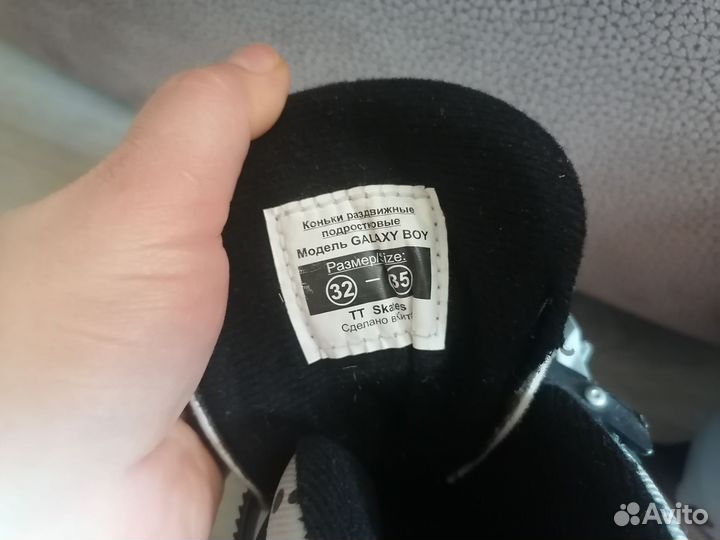 Коньки раздвижные
подростковые
Модель GALAXY BOY
Размер/Size:
32 - 35
TT Skates
Сделано в
Avito